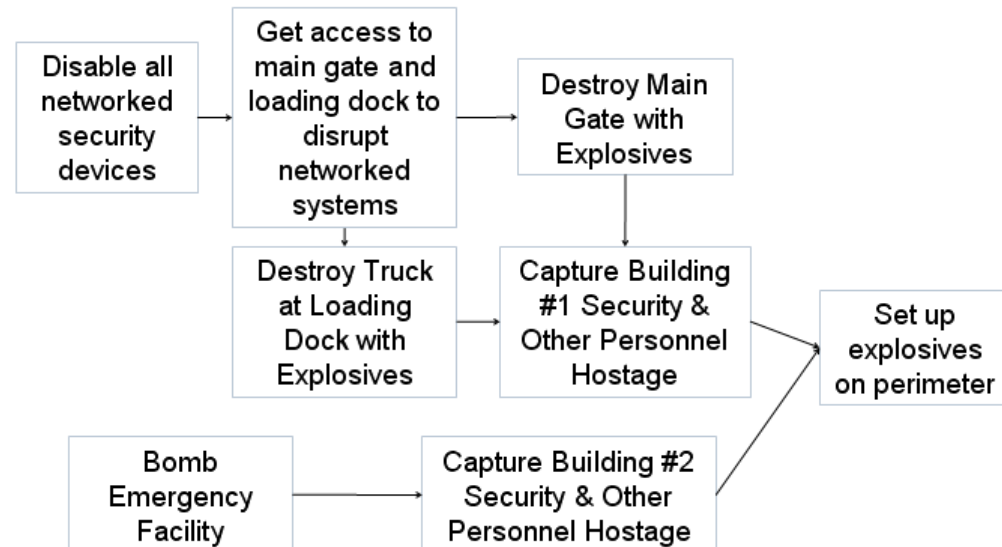 Disable all
networked
security
devices
Get access to
main gate and
loading dock to
disrupt
networked
systems
Destroy Main
Gate with
Explosives
Destroy Truck
at Loading
Dock with
Explosives
Capture Building
#1 Security &
Other Personnel
Hostage
Set up
explosives
on perimeter
Bomb
Emergency
Facility
Capture Building #2
Security & Other
Personnel Hostage